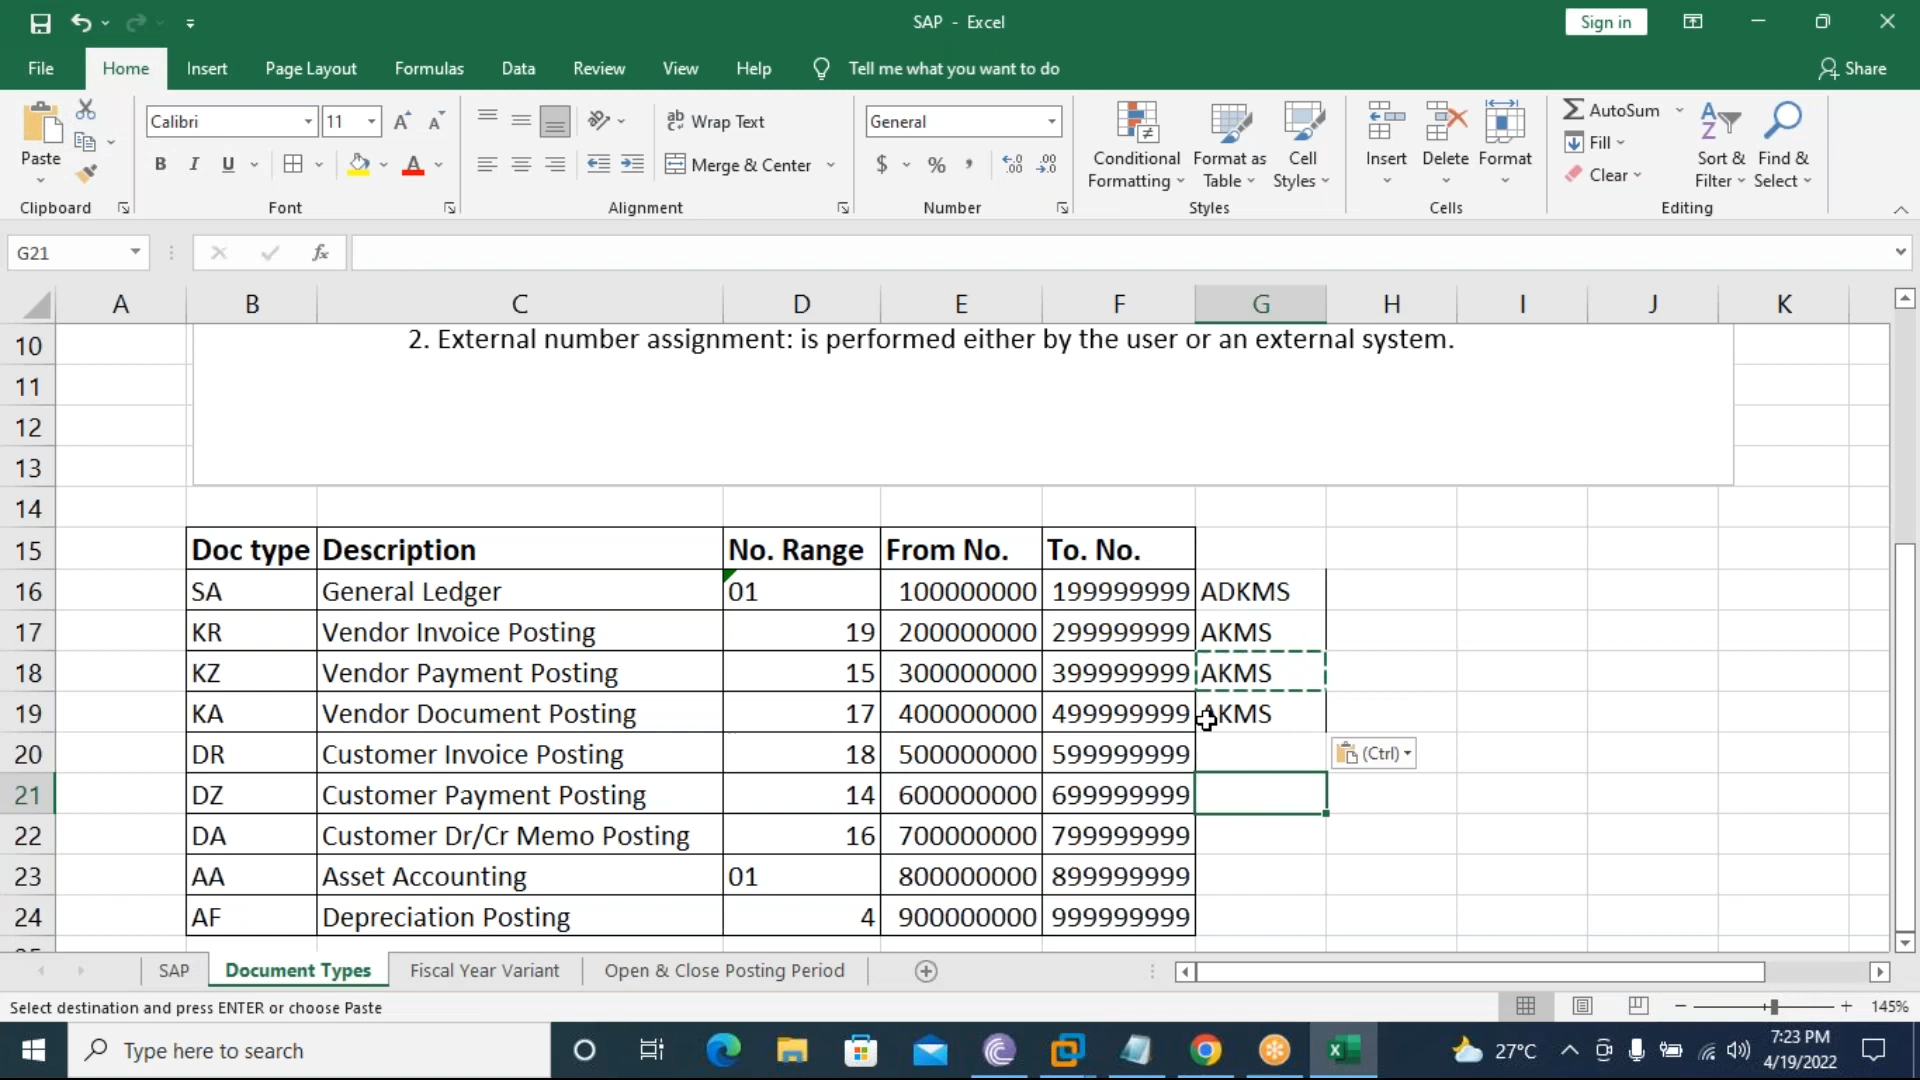 SAP - Excel
Sign in
File Home Insert Page Layout Formulas Data Review View Help Tell me what you want to do Share
Paste
Clipboard
Calibri 11
B I U
Font
Wrap Text
Merge & Center
Alignment
General
$ % ,
Number
Conditional Formatting
Format as Table
Cell Styles
Styles
Insert Delete Format
Cells
AutoSum
Fill
Clear
Sort & Filter
Find & Select
Editing
G21 fx
A B C D E F G H I J K
10 2. External number assignment: is performed either by the user or an external system.
11
12
13
14
15 Doc type Description No. Range From No. To. No.
16 SA General Ledger 01 100000000 199999999 ADKMS
17 KR Vendor Invoice Posting 19 200000000 299999999 AKMS
18 KZ Vendor Payment Posting 15 300000000 399999999 AKMS
19 KA Vendor Document Posting 17 400000000 499999999 AKMS
20 DR Customer Invoice Posting 18 500000000 599999999 (Ctrl)
21 DZ Customer Payment Posting 14 600000000 699999999
22 DA Customer Dr/Cr Memo Posting 16 700000000 799999999
23 AA Asset Accounting 01 800000000 899999999
24 AF Depreciation Posting 4 900000000 999999999
SAP Document Types Fiscal Year Variant Open & Close Posting Period
Select destination and press ENTER or choose Paste 145%
Type here to search 27°C 7:23 PM
4/19/2022